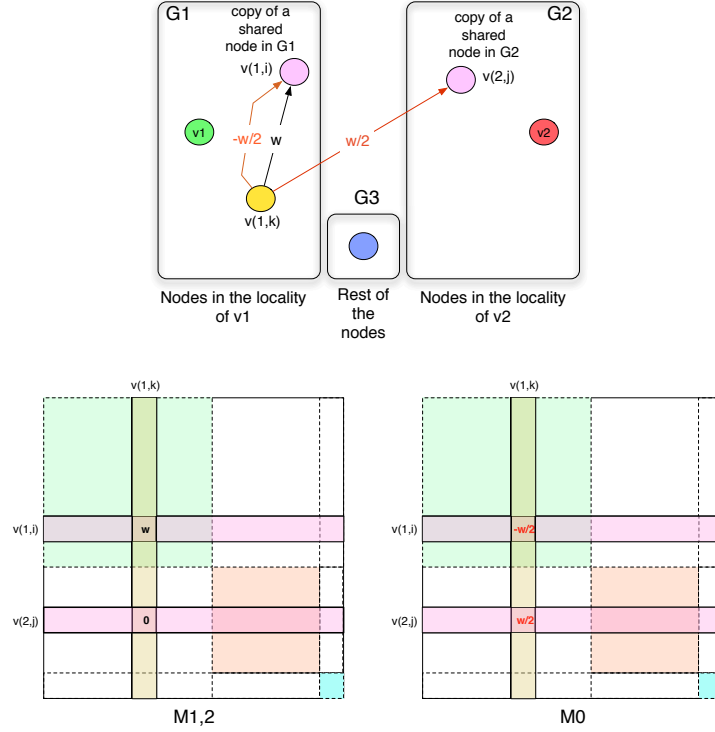 G1
copy of a
shared
node in G1
v(1,i)
G2
copy of a
shared
node in G2
v(2,j)
v1
-w/2
w
w/2
v2
v(1,k)
G3
Nodes in the locality
of v1
Rest of
the
nodes
Nodes in the locality
of v2
v(1,k)
v(1,i)
w
v(2,j)
0
M1,2
v(1,k)
v(1,i)
-w/2
v(2,j)
w/2
M0